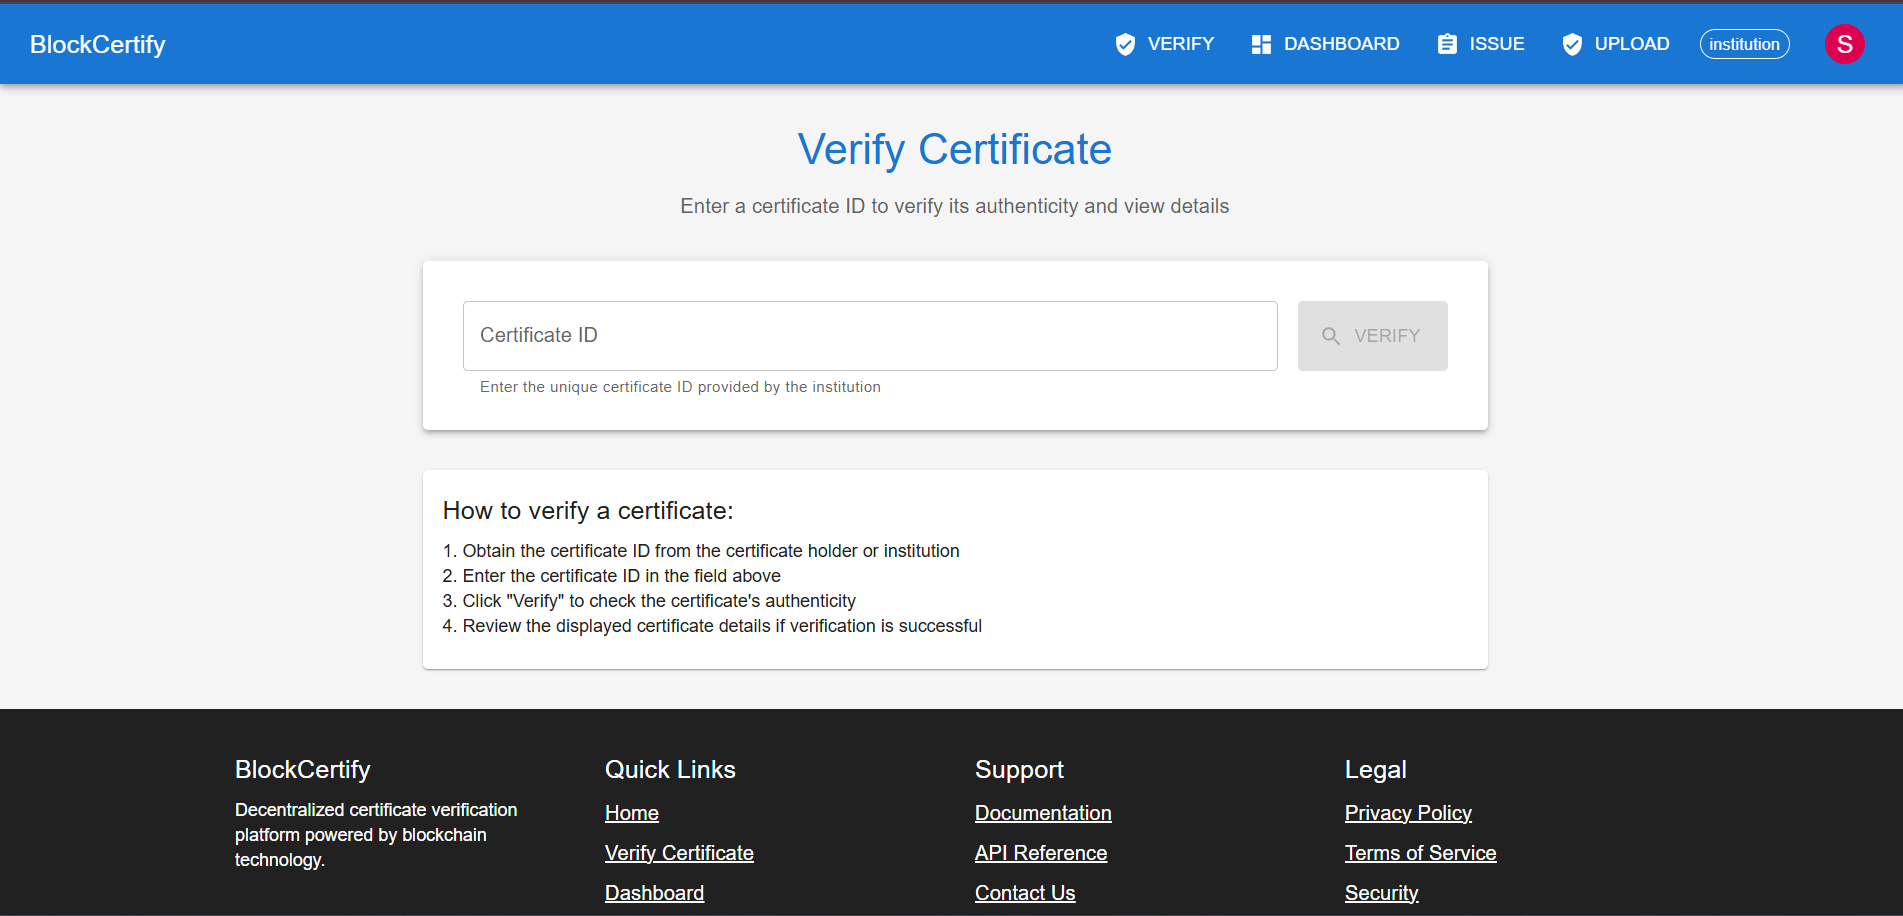 BlockCertify
VERIFY
DASHBOARD
ISSUE
UPLOAD
institution
S
Verify Certificate
Enter a certificate ID to verify its authenticity and view details
Certificate ID
VERIFY
Enter the unique certificate ID provided by the institution
How to verify a certificate:
1. Obtain the certificate ID from the certificate holder or institution
2. Enter the certificate ID in the field above
3. Click "Verify" to check the certificate's authenticity
4. Review the displayed certificate details if verification is successful
BlockCertify
Decentralized certificate verification
platform powered by blockchain
technology.
Quick Links
Home
Verify Certificate
Dashboard
Support
Documentation
API Reference
Contact Us
Legal
Privacy Policy
Terms of Service
Security